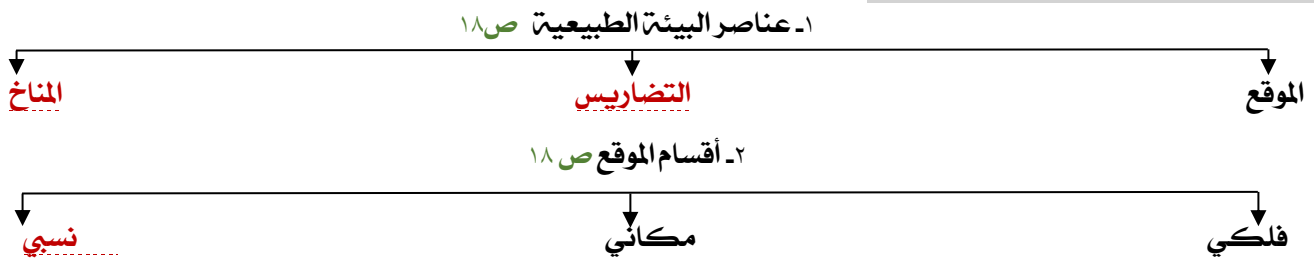 ١ـ عناصر البيئة الطبيعية ص١٨
الموقع التضاريس المناخ
٢ـ أقسام الموقع ص ١٨
فلكي مكاني نسبي